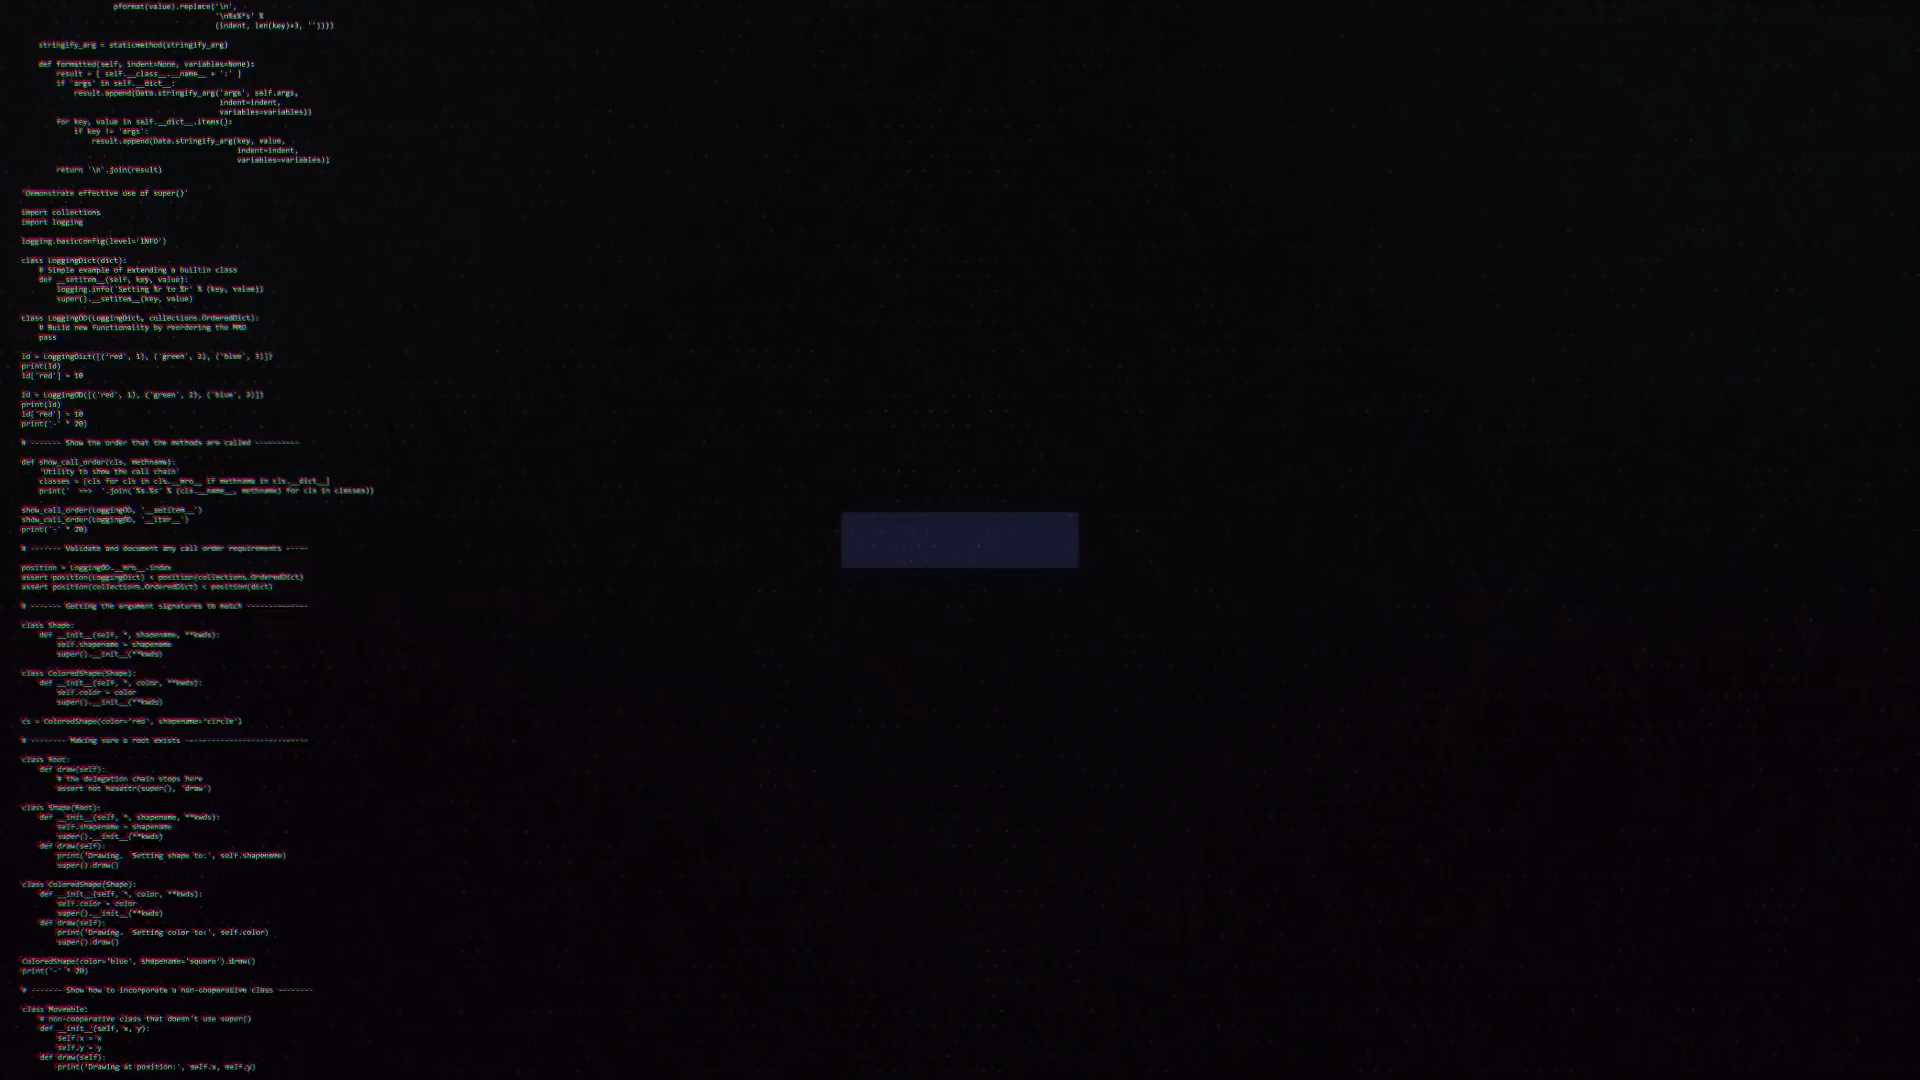 pformat(value).replace('\n',
'\n%s%*s' %
(indent, len(key)+3, ''))))
stringify_arg = staticmethod(stringify_arg)
def formatted(self, indent=None, variables=None):
result = [ self.__class__.__name__ + ':' ]
if 'args' in self.__dict__:
result.append(Data.stringify_arg('args', self.args,
indent=indent,
variables=variables))
for key, value in self.__dict__.items():
if key != 'args':
result.append(Data.stringify_arg(key, value,
indent=indent,
variables=variables))
return '\n'.join(result)
'Demonstrate effective use of super()'
import collections
import logging
logging.basicConfig(level='INFO')
class LoggingDict(dict):
# Simple example of extending a builtin class
def __setitem__(self, key, value):
logging.info('Setting %r to %r' % (key, value))
super().__setitem__(key, value)
class LoggingOD(LoggingDict, collections.OrderedDict):
# Build new functionality by reordering the MRO
pass
ld = LoggingDict([('red', 1), ('green', 2), ('blue', 3)])
print(ld)
ld['red'] = 10
ld = LoggingOD([('red', 1), ('green', 2), ('blue', 3)])
print(ld)
ld['red'] = 10
print('-' * 20)
# ------- Show the order that the methods are called ----------
def show_call_order(cls, methname):
'Utility to show the call chain'
classes = [cls for cls in cls.__mro__ if methname in cls.__dict__]
print('  ==>  '.join('%s.%s' % (cls.__name__, methname) for cls in classes))
show_call_order(LoggingOD, '__setitem__')
show_call_order(LoggingOD, '__iter__')
print('-' * 20)
# ------- Validate and document any call order requirements -----
position = LoggingOD.__mro__.index
assert position(LoggingDict) < position(collections.OrderedDict)
assert position(collections.OrderedDict) < position(dict)
# ------- Getting the argument signatures to match --------------
class Shape:
def __init__(self, *, shapename, **kwds):
self.shapename = shapename
super().__init__(**kwds)
class ColoredShape(Shape):
def __init__(self, *, color, **kwds):
self.color = color
super().__init__(**kwds)
cs = ColoredShape(color='red', shapename='circle')
# -------- Making sure a root exists ----------------------------
class Root:
def draw(self):
# the delegation chain stops here
assert not hasattr(super(), 'draw')
class Shape(Root):
def __init__(self, *, shapename, **kwds):
self.shapename = shapename
super().__init__(**kwds)
def draw(self):
print('Drawing.  Setting shape to:', self.shapename)
super().draw()
class ColoredShape(Shape):
def __init__(self, *, color, **kwds):
self.color = color
super().__init__(**kwds)
def draw(self):
print('Drawing.  Setting color to:', self.color)
super().draw()
ColoredShape(color='blue', shapename='square').draw()
print('-' * 20)
# ------- Show how to incorporate a non-cooperative class --------
class Moveable:
# non-cooperative class that doesn't use super()
def __init__(self, x, y):
self.x = x
self.y = y
def draw(self):
print('Drawing at position:', self.x, self.y)